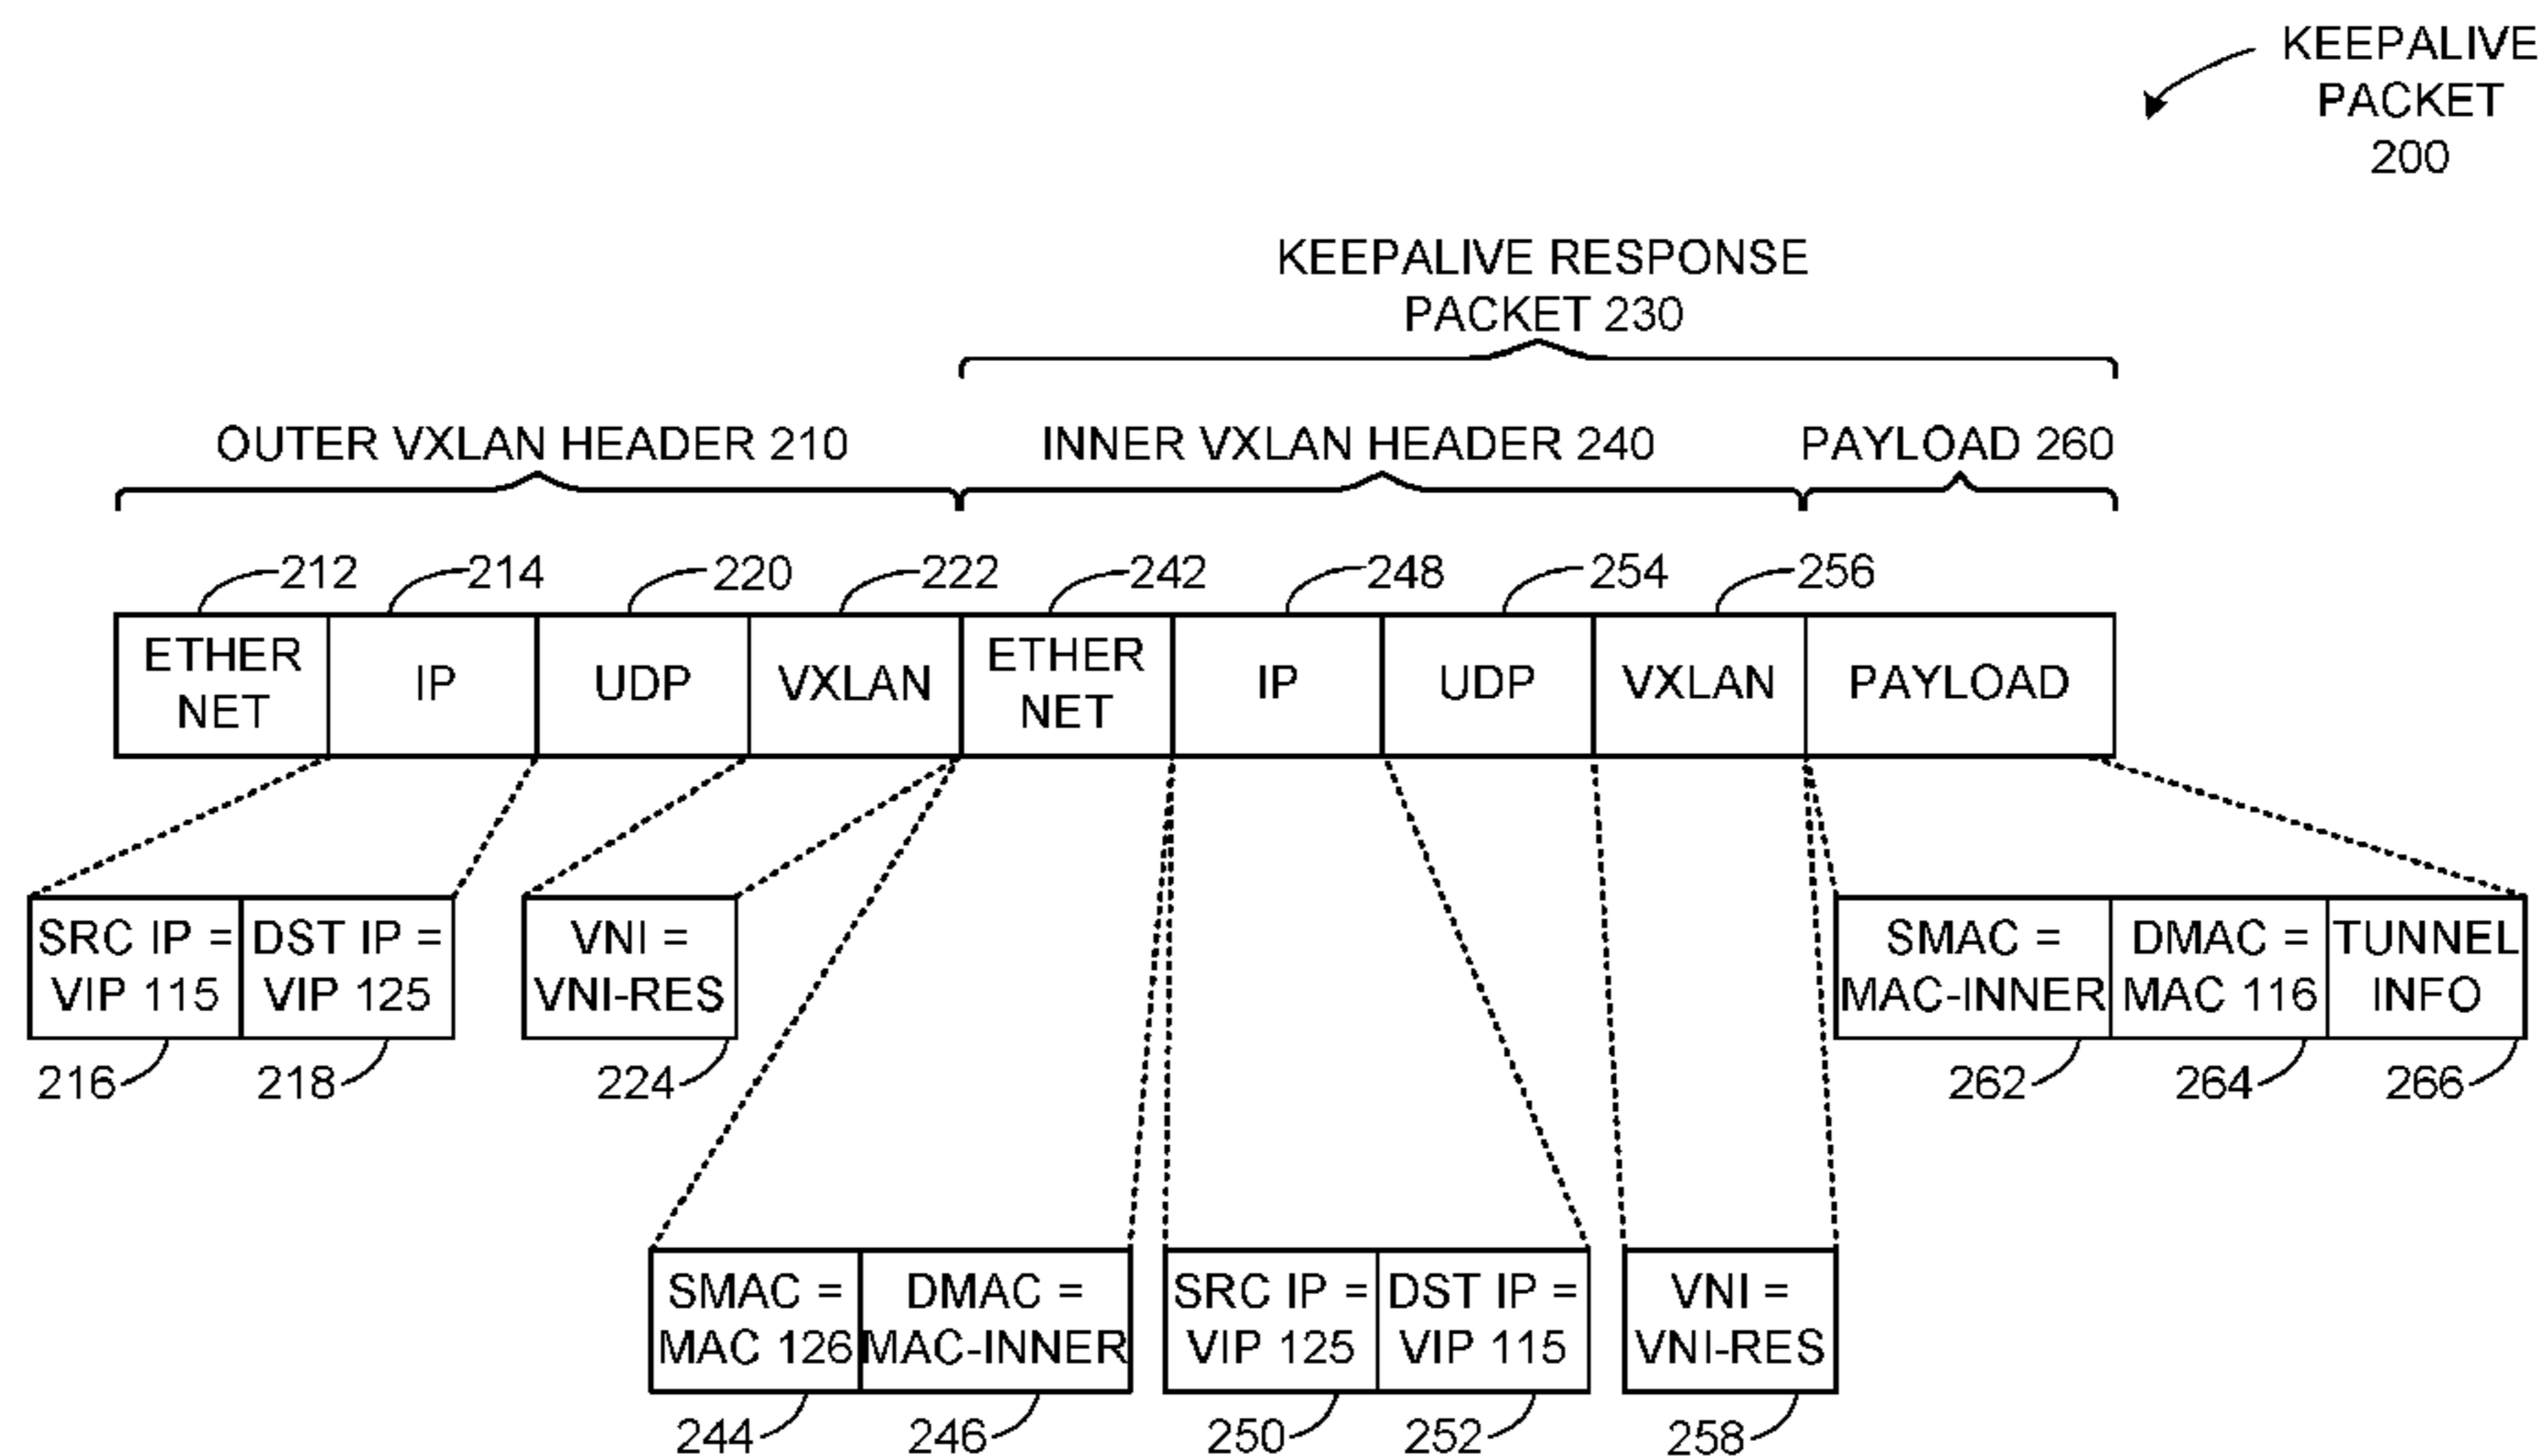 KEEPALIVE
PACKET
200
KEEPALIVE RESPONSE
PACKET 230
OUTER VXLAN HEADER 210
INNER VXLAN HEADER 240
PAYLOAD 260
212
214
220
222
242
248
254
256
ETHER
NET
IP
UDP
VXLAN
ETHER
NET
IP
UDP
VXLAN
PAYLOAD
SRC IP =
VIP 115
DST IP =
VIP 125
VNI =
VNI-RES
SMAC =
MAC-INNER
DMAC =
MAC 116
TUNNEL
INFO
216
218
224
262
264
266
SMAC =
MAC 126
DMAC =
MAC-INNER
SRC IP =
VIP 125
DST IP =
VIP 115
VNI =
VNI-RES
244
246
250
252
258